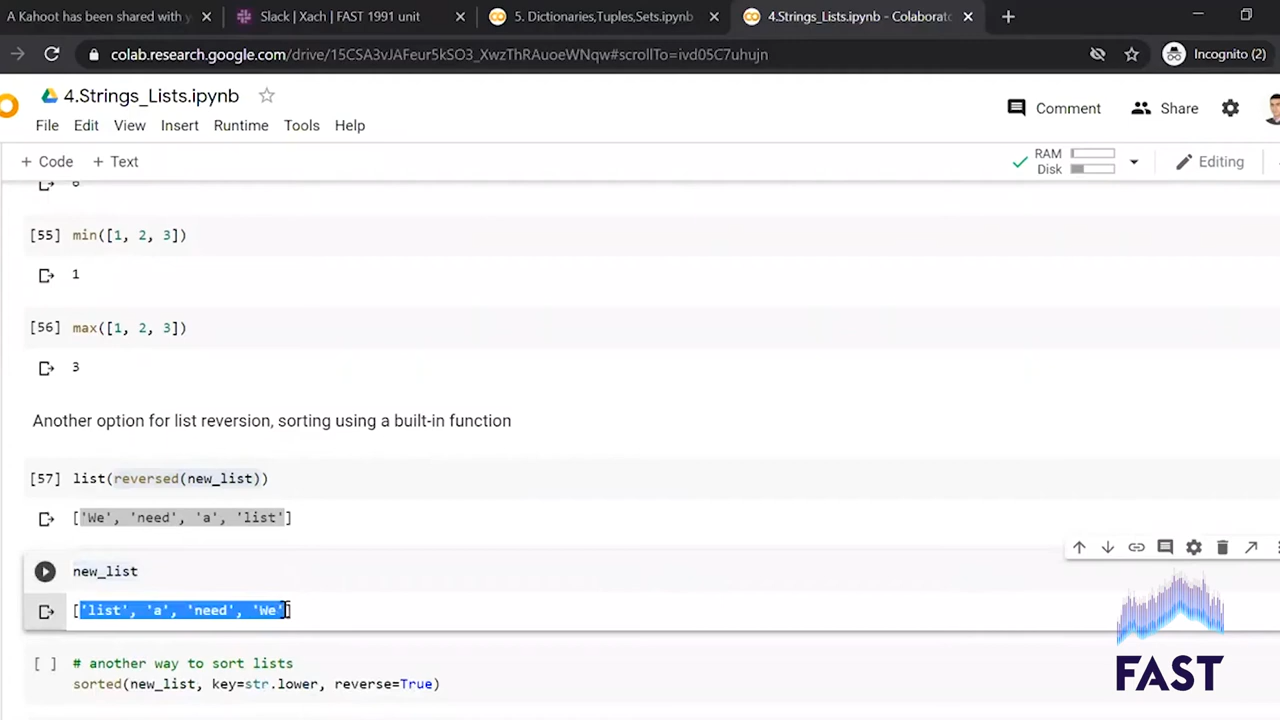 A Kahoot has been shared with y
Slack | Xach | FAST 1991 unit
5. Dictionaries,Tuples,Sets.ipynb
4.Strings_Lists.ipynb - Colaborato
colab.research.google.com/drive/15CSA3vJAFeur5kSO3_XwzThRAuoeWNqw#scrollTo=ivd05C7uhujn
Incognito (2)
4.Strings_Lists.ipynb
Comment
Share
File Edit View Insert Runtime Tools Help
+ Code + Text
RAM
Disk
Editing
[55] min([1, 2, 3])
1
[56] max([1, 2, 3])
3
Another option for list reversion, sorting using a built-in function
[57] list(reversed(new_list))
['We', 'need', 'a', 'list']
new_list
['list', 'a', 'need', 'We']
[ ] # another way to sort lists
sorted(new_list, key=str.lower, reverse=True)
FAST